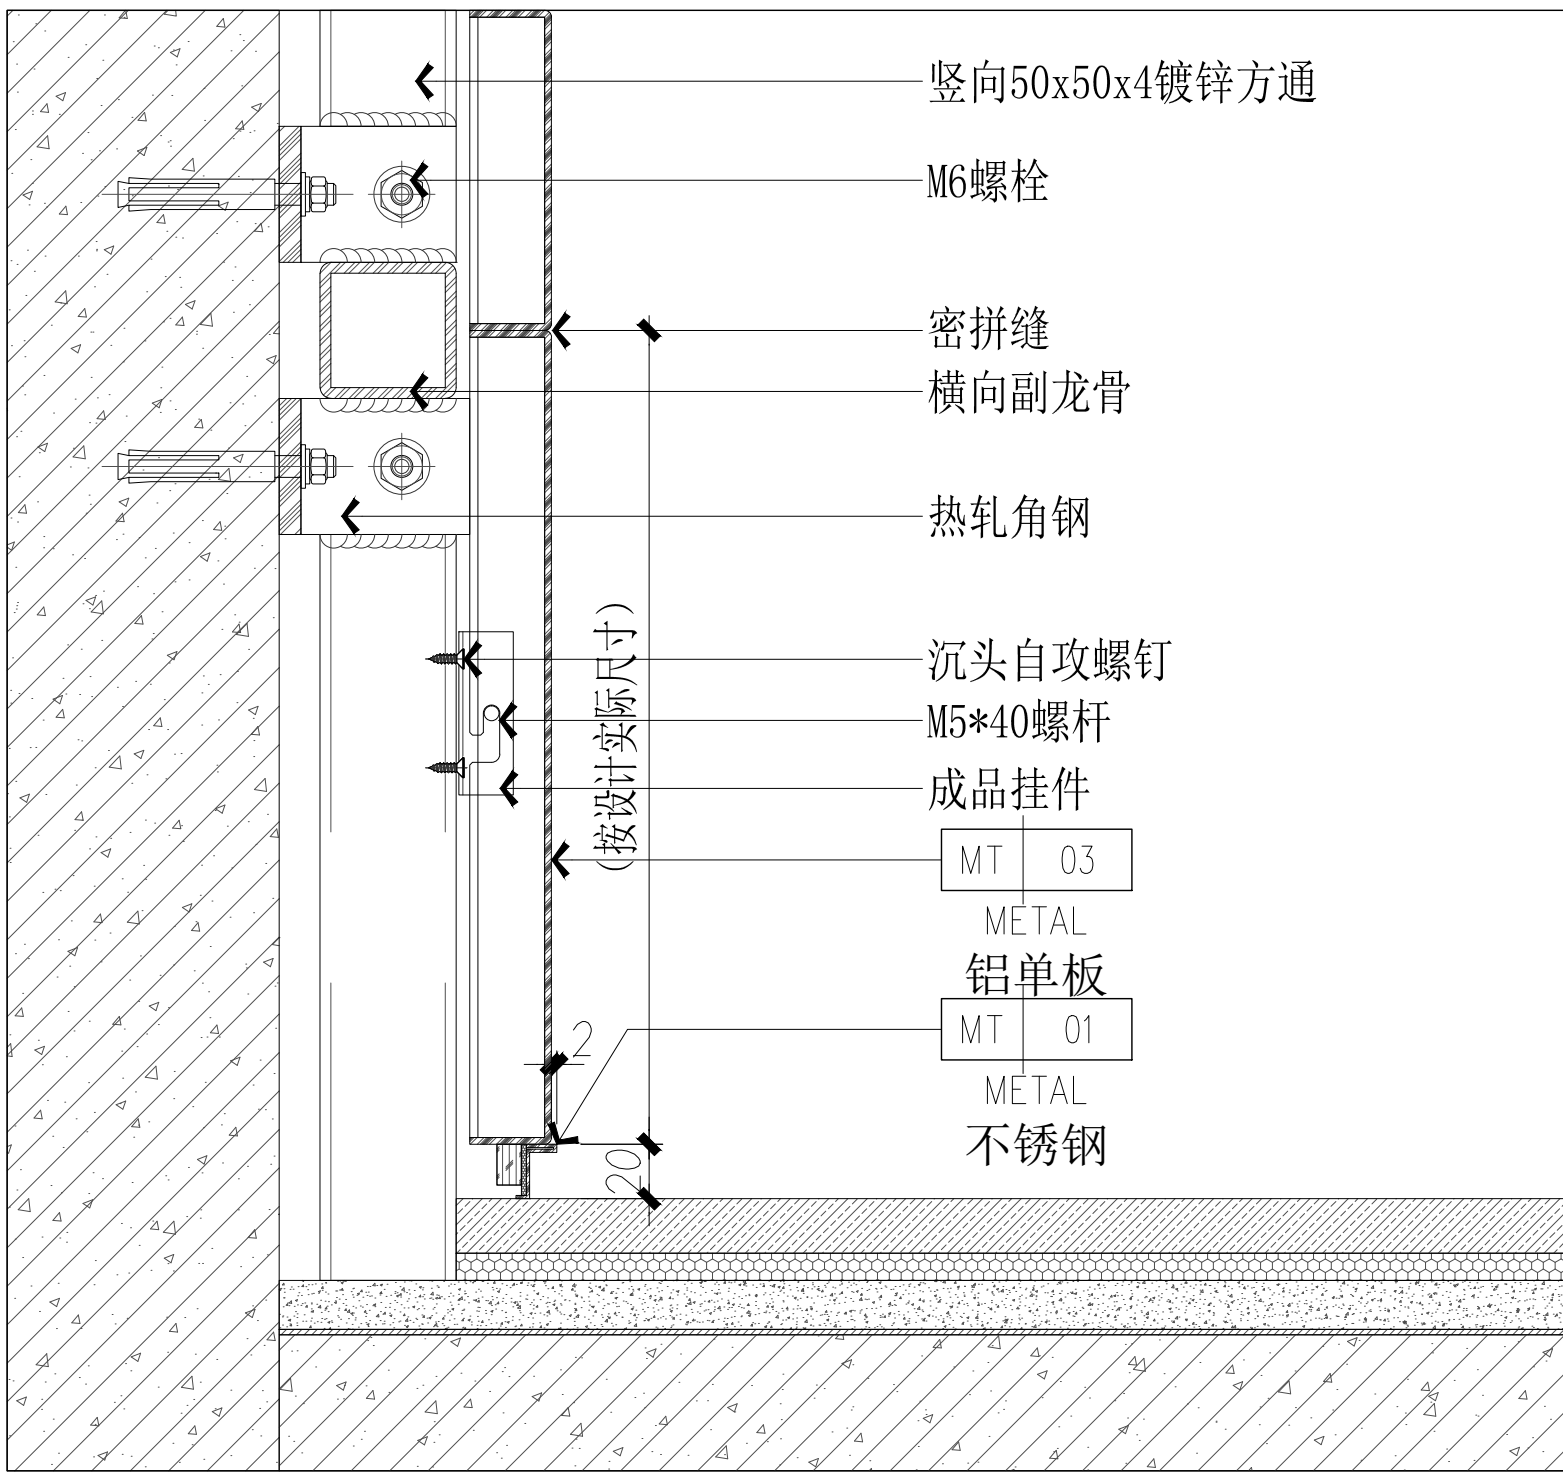 竖向50x50x4镀锌方通
M6螺栓
密拼缝
横向副龙骨
热轧角钢
(按设计实际尺寸)
沉头自攻螺钉
M5*40螺杆
成品挂件
MT 03
METAL
铝单板
2
MT 01
METAL
不锈钢
20